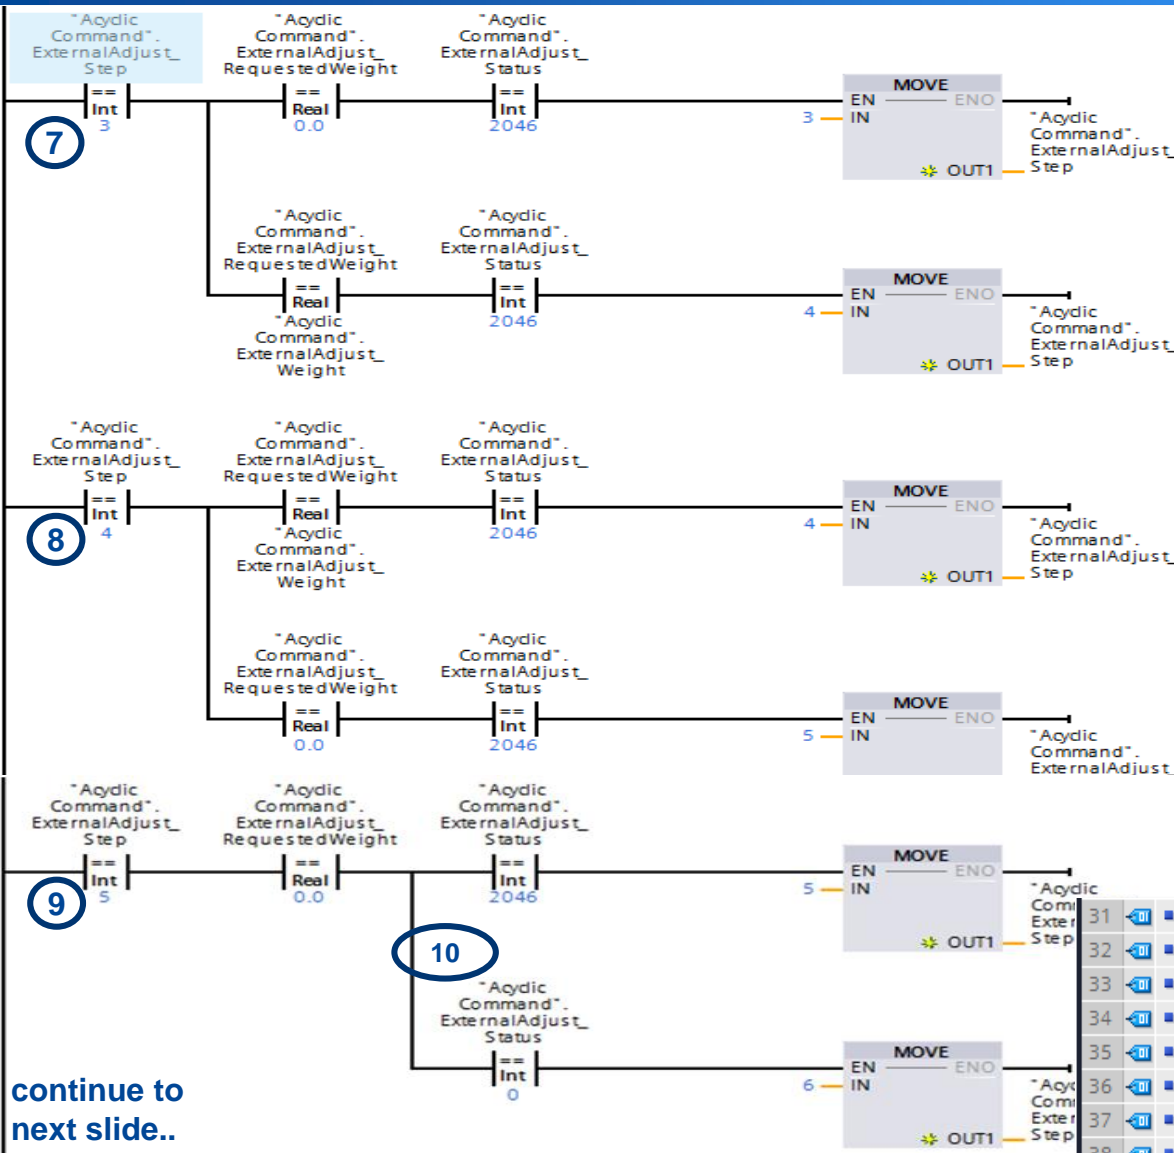 "Acyclic
Command".
ExternalAdjust_
Step
==
Int
3
"Acyclic
Command".
ExternalAdjust_
RequestedWeight
==
Real
0.0
"Acyclic
Command".
ExternalAdjust_
Status
==
Int
2046
MOVE
EN
ENO
3
IN
OUT1
"Acyclic
Command".
ExternalAdjust_
Step
7
"Acyclic
Command".
ExternalAdjust_
RequestedWeight
==
Real
"Acyclic
Command".
ExternalAdjust_
Weight
"Acyclic
Command".
ExternalAdjust_
Status
==
Int
2046
MOVE
EN
ENO
4
IN
OUT1
"Acyclic
Command".
ExternalAdjust_
Step
"Acyclic
Command".
ExternalAdjust_
Step
==
Int
4
8
"Acyclic
Command".
ExternalAdjust_
RequestedWeight
==
Real
"Acyclic
Command".
ExternalAdjust_
Weight
"Acyclic
Command".
ExternalAdjust_
Status
==
Int
2046
MOVE
EN
ENO
4
IN
OUT1
"Acyclic
Command".
ExternalAdjust_
Step
"Acyclic
Command".
ExternalAdjust_
RequestedWeight
==
Real
0.0
"Acyclic
Command".
ExternalAdjust_
Status
==
Int
2046
MOVE
EN
ENO
5
IN
"Acyclic
Command".
ExternalAdjust_
"Acyclic
Command".
ExternalAdjust_
Step
==
Int
5
9
"Acyclic
Command".
ExternalAdjust_
RequestedWeight
==
Real
0.0
"Acyclic
Command".
ExternalAdjust_
Status
==
Int
2046
MOVE
EN
ENO
5
IN
OUT1
"Acyclic
Step
10
"Acyclic
Command".
ExternalAdjust_
Status
==
Int
0
MOVE
EN
ENO
6
IN
OUT1
Step
31
32
33
34
35
36
37
38
continue to
next slide..